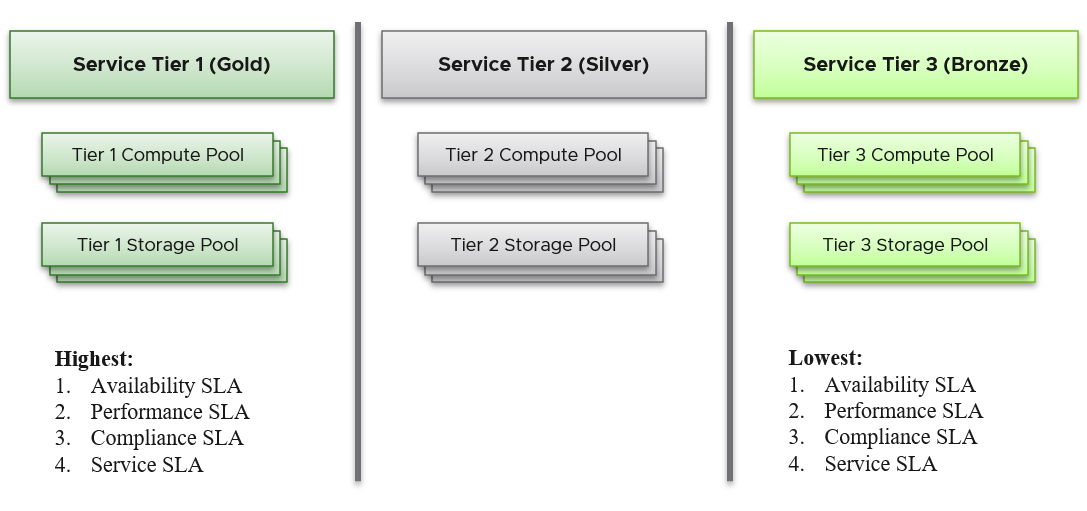 Service Tier 1 (Gold)
Tier 1 Compute Pool
Tier 1 Storage Pool
Highest:
1. Availability SLA
2. Performance SLA
3. Compliance SLA
4. Service SLA
Service Tier 2 (Silver)
Tier 2 Compute Pool
Tier 2 Storage Pool
Service Tier 3 (Bronze)
Tier 3 Compute Pool
Tier 3 Storage Pool
Lowest:
1. Availability SLA
2. Performance SLA
3. Compliance SLA
4. Service SLA